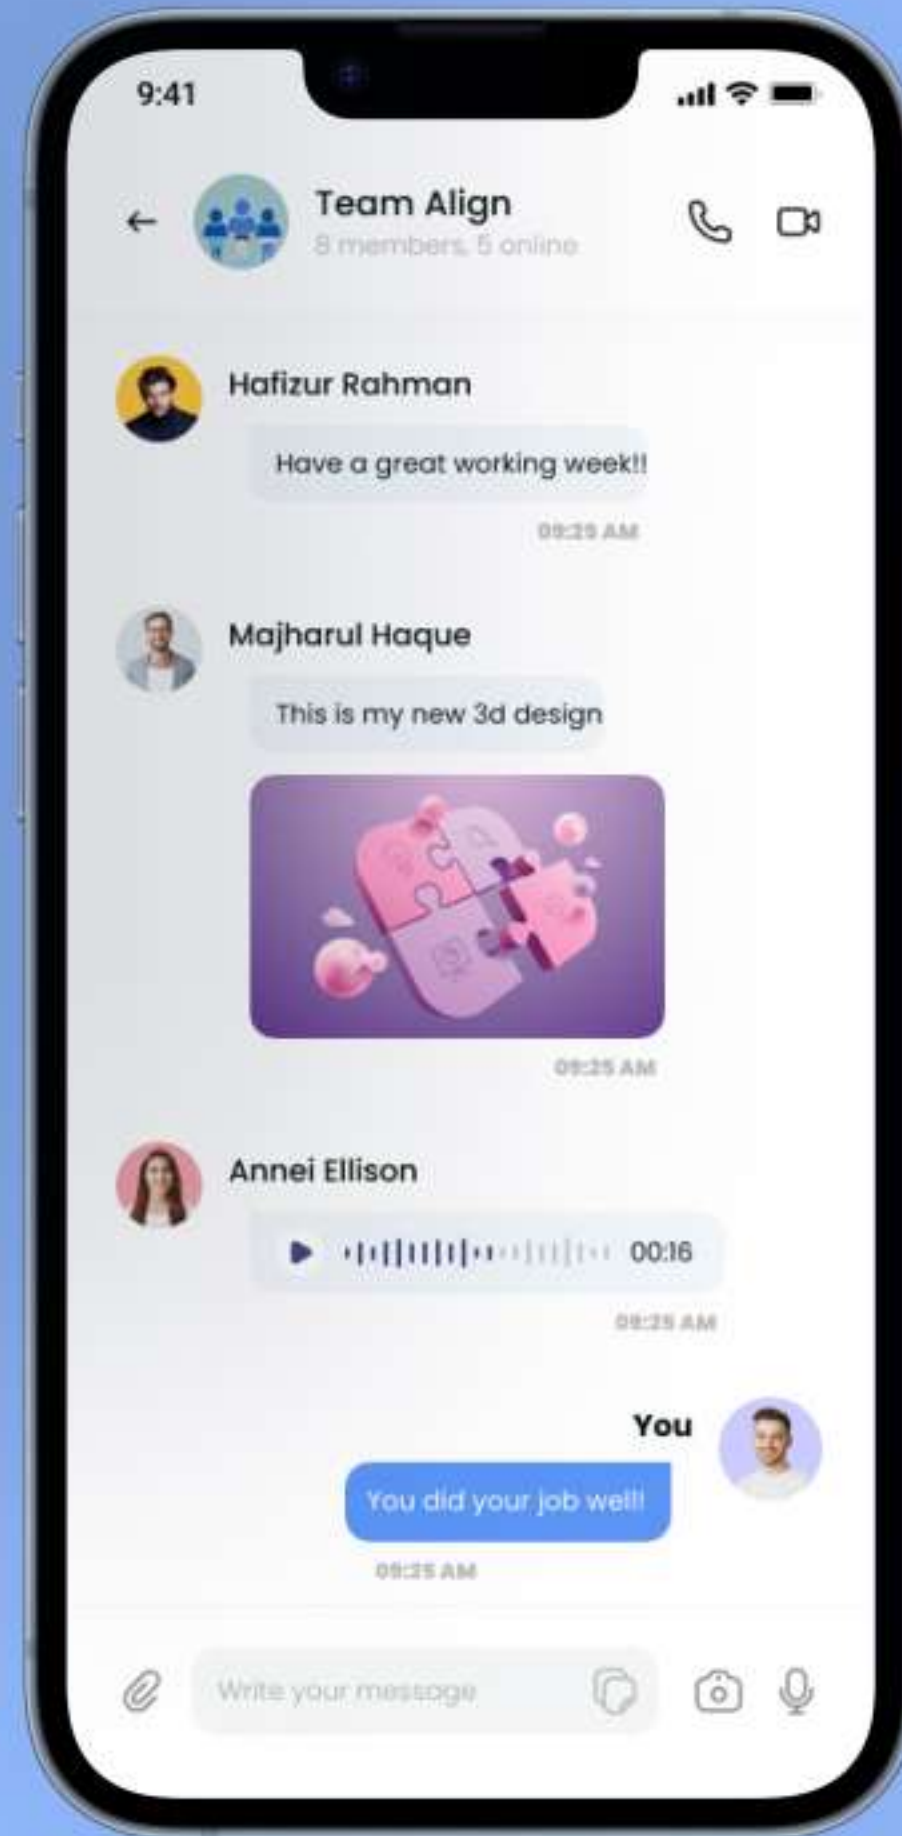 9:41
Team Align
8 members, 5 online
Hafizur Rahman
Have a great working week!!
09:25 AM
Majharul Haque
This is my new 3d design
09:25 AM
Annei Ellison
00:16
09:25 AM
You
You did your job well!!
09:25 AM
Write your message